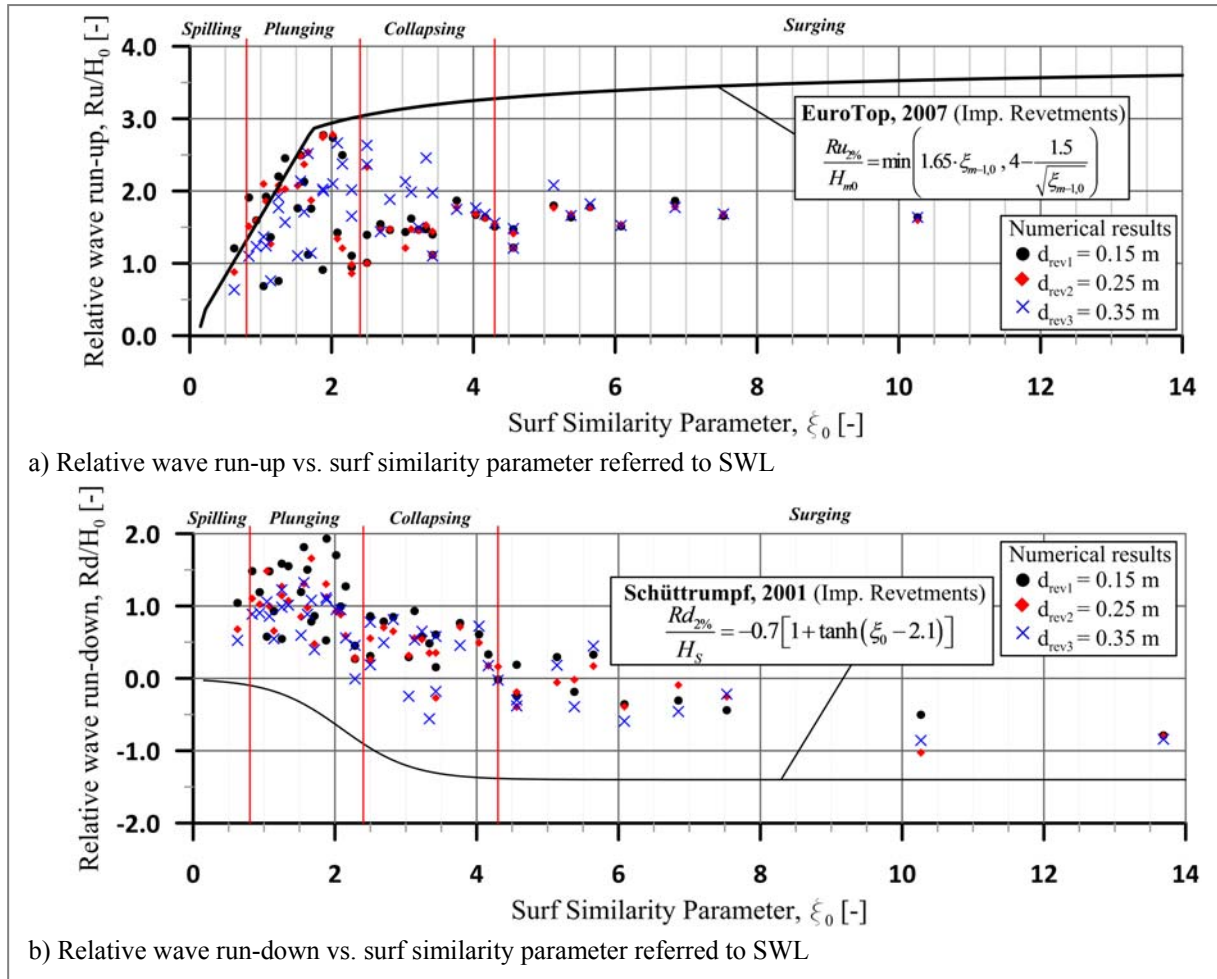 Spilling Plunging Collapsing Surging
4.0
3.0
2.0
1.0
0.0
Relative wave run-up, Ru/H₀ [-]
EuroTop, 2007 (Imp. Revetments)
Ru₂% / Hm0 = min(1.65·ξm−1,0 , 4 − 1.5 / √ξm−1,0)
Numerical results
drev1 = 0.15 m
drev2 = 0.25 m
drev3 = 0.35 m
0 2 4 6 8 10 12 14
Surf Similarity Parameter, ξ₀ [-]
a) Relative wave run-up vs. surf similarity parameter referred to SWL
Spilling Plunging Collapsing Surging
2.0
1.0
0.0
-1.0
-2.0
Relative wave run-down, Rd/H₀ [-]
Schüttrumpf, 2001 (Imp. Revetments)
Rd₂% / HS = −0.7[1 + tanh(ξ₀ − 2.1)]
Numerical results
drev1 = 0.15 m
drev2 = 0.25 m
drev3 = 0.35 m
0 2 4 6 8 10 12 14
Surf Similarity Parameter, ξ₀ [-]
b) Relative wave run-down vs. surf similarity parameter referred to SWL